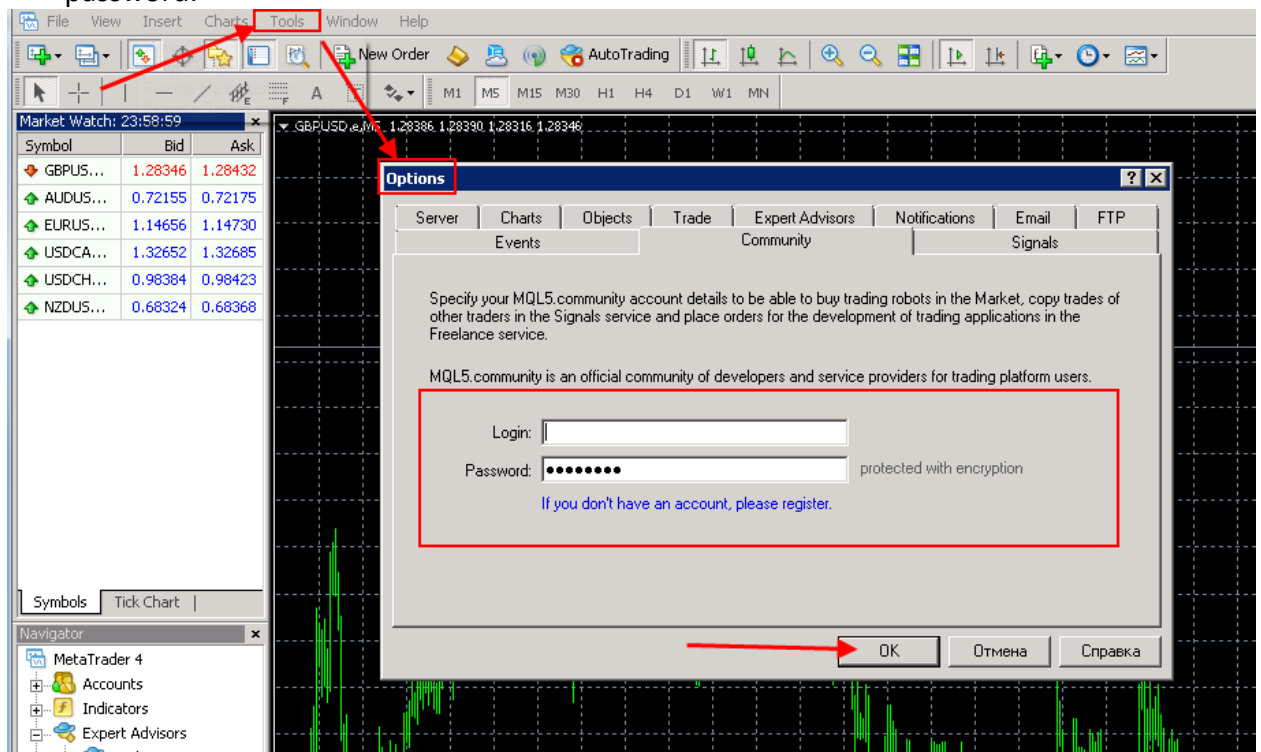 password.
File View Insert Charts Tools Window Help
New Order AutoTrading
E F A T M1 M5 M15 M30 H1 H4 D1 W1 MN
Market Watch: 23:58:59
Symbol Bid Ask
GBPUS... 1.28346 1.28432
AUDUS... 0.72155 0.72175
EURUS... 1.14656 1.14730
USDCA... 1.32652 1.32685
USDCH... 0.98384 0.98423
NZDUS... 0.68324 0.68368
Symbols Tick Chart
Navigator
MetaTrader 4
Accounts
Indicators
Expert Advisors
GBPUSD.e,M5 1.28386 1.28390 1.28316 1.28346
Options
Server Charts Objects Trade Expert Advisors Notifications Email FTP
Events Community Signals
Specify your MQL5.community account details to be able to buy trading robots in the Market, copy trades of
other traders in the Signals service and place orders for the development of trading applications in the
Freelance service.
MQL5.community is an official community of developers and service providers for trading platform users.
Login:
Password: ●●●●●●●● protected with encryption
If you don't have an account, please register.
OK Отмена Справка